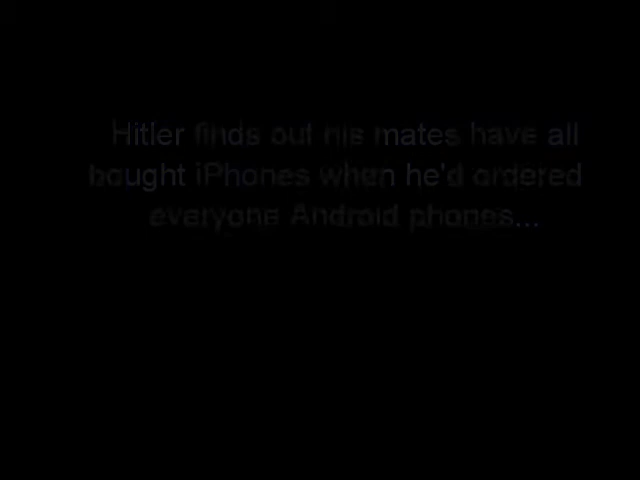 Hitler finds out his mates have all
bought iPhones when he'd ordered
everyone Android phones...